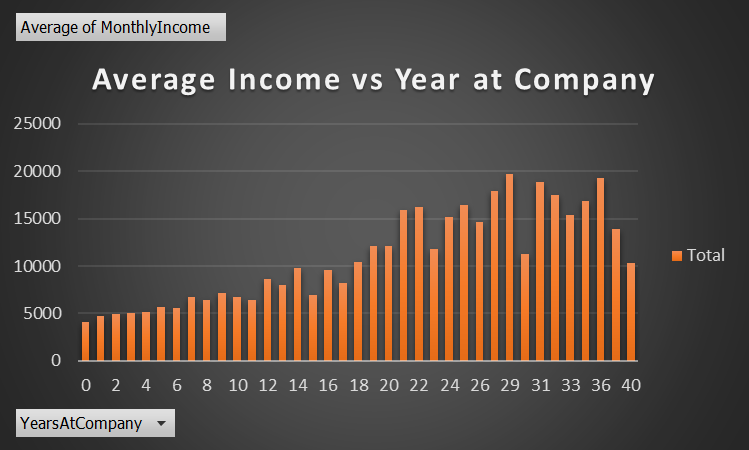 Average of MonthlyIncome
Average Income vs Year at Company
25000
20000
15000
10000
5000
0
0 2 4 6 8 10 12 14 16 18 20 22 24 26 29 31 33 36 40
Total
YearsAtCompany